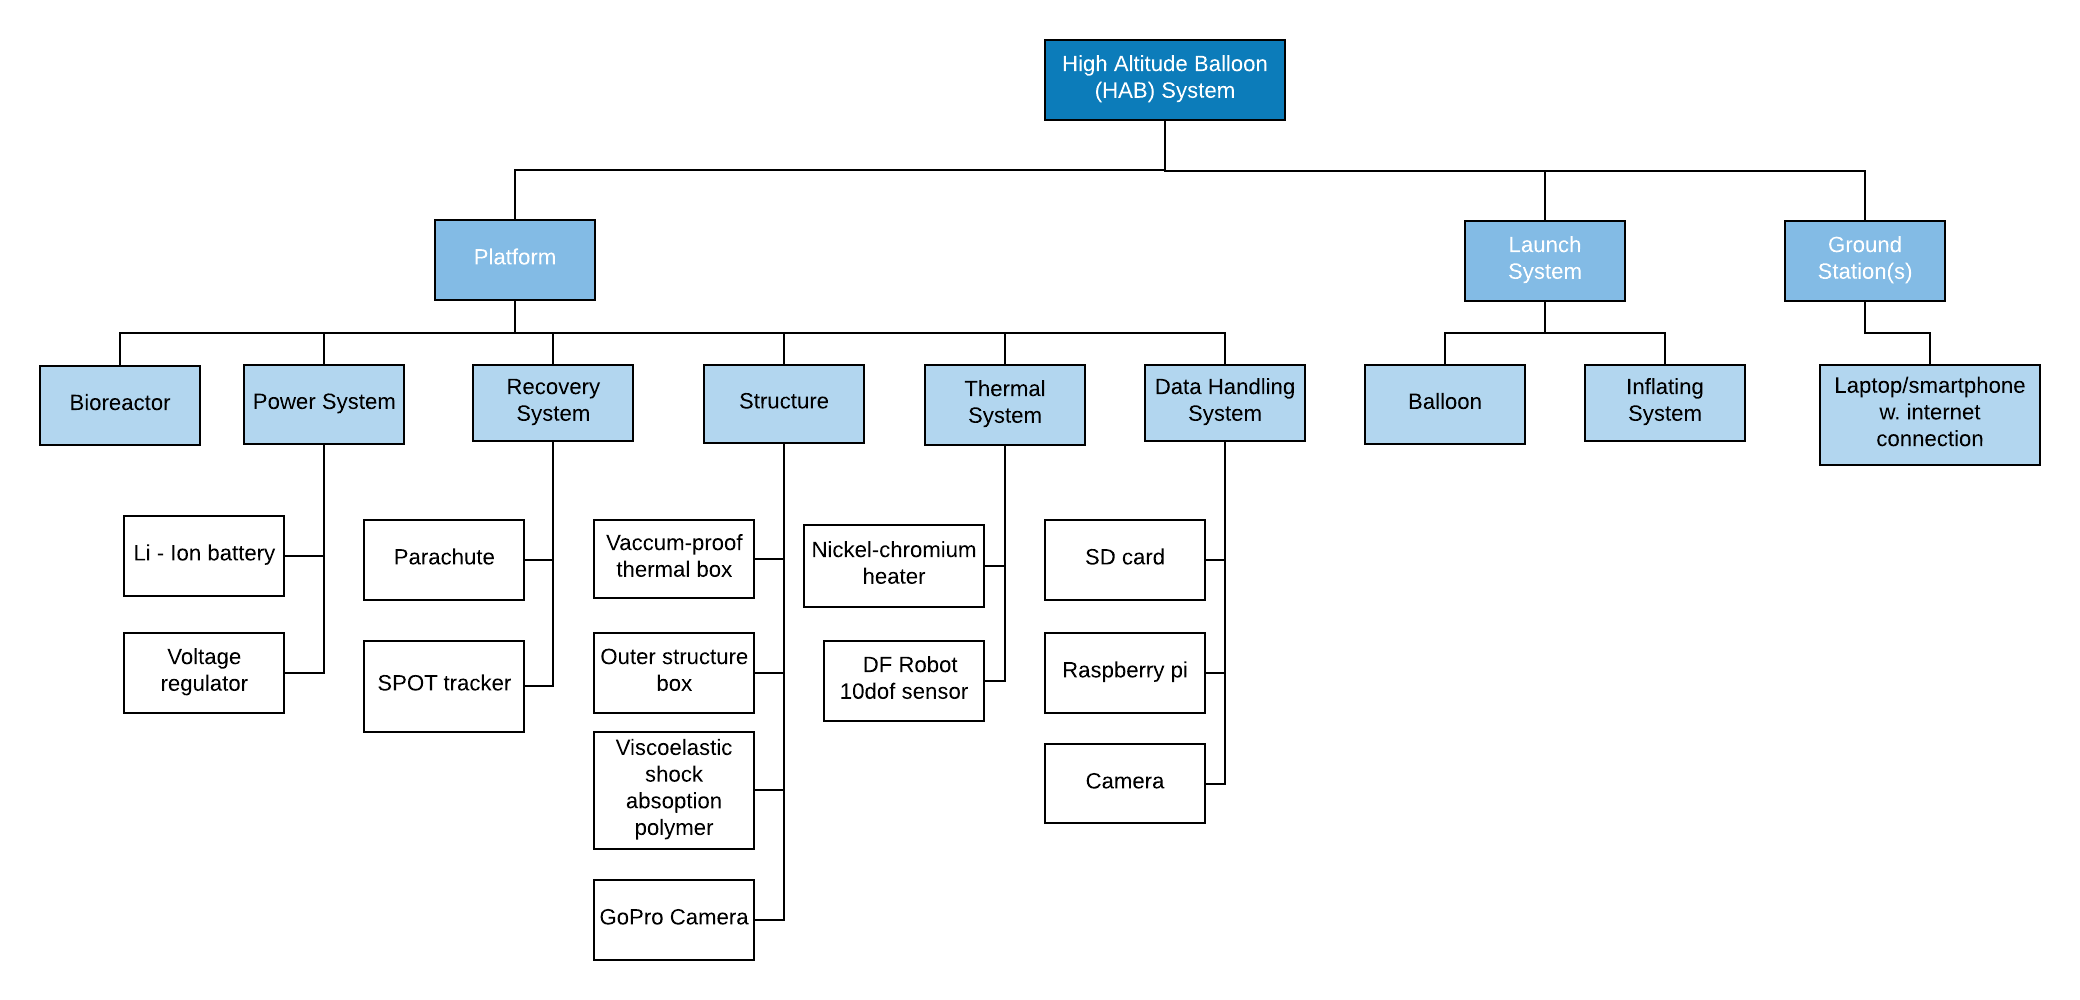 High Altitude Balloon
(HAB) System
Platform
Launch
System
Ground
Station(s)
Bioreactor
Power System
Recovery
System
Structure
Thermal
System
Data Handling
System
Balloon
Inflating
System
Laptop/smartphone
w. internet
connection
Li - Ion battery
Parachute
Vaccum-proof
thermal box
Nickel-chromium
heater
SD card
Voltage
regulator
SPOT tracker
Outer structure
box
DF Robot
10dof sensor
Raspberry pi
Viscoelastic
shock
absoption
polymer
Camera
GoPro Camera